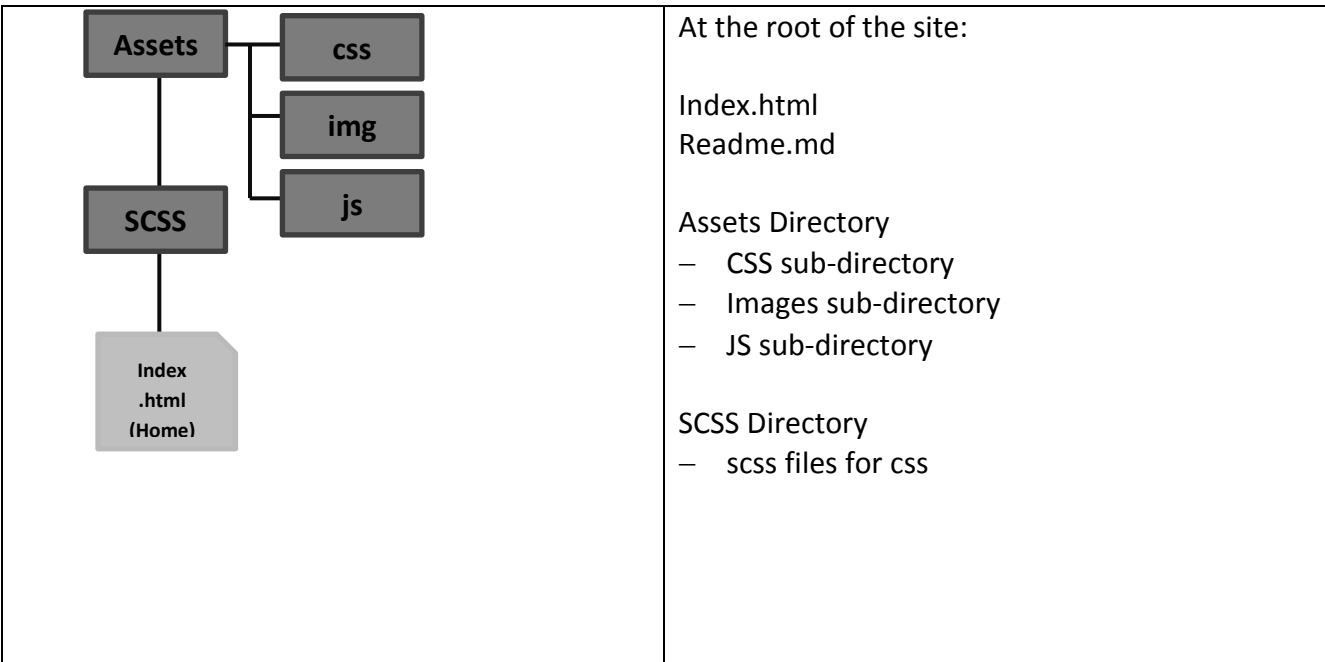 Assets
css
img
js
SCSS
Index
.html
(Home)
At the root of the site:
Index.html
Readme.md
Assets Directory
– CSS sub-directory
– Images sub-directory
– JS sub-directory
SCSS Directory
– scss files for css